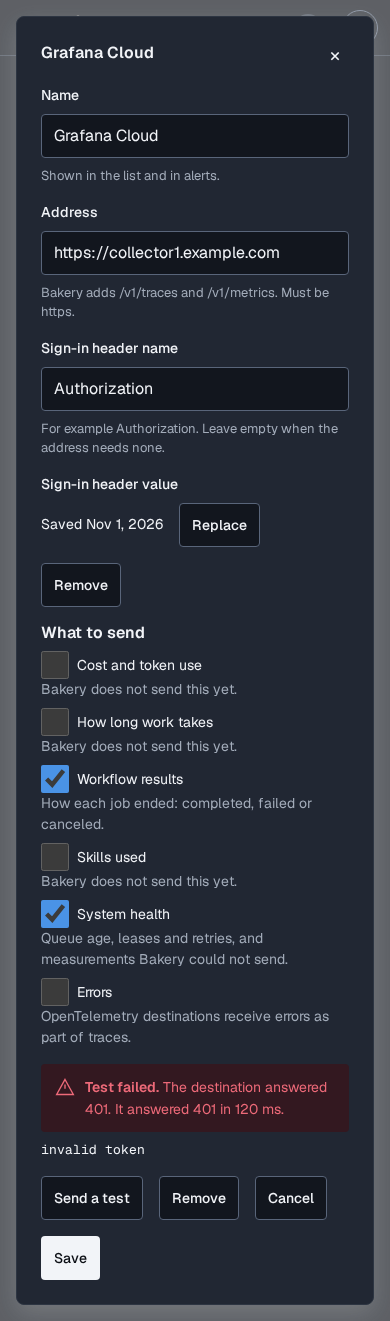 Grafana Cloud
×
Name
Grafana Cloud
Shown in the list and in alerts.
Address
https://collector1.example.com
Bakery adds /v1/traces and /v1/metrics. Must be
https.
Sign-in header name
Authorization
For example Authorization. Leave empty when the
address needs none.
Sign-in header value
Saved Nov 1, 2026
Replace
Remove
What to send
Cost and token use
Bakery does not send this yet.
How long work takes
Bakery does not send this yet.
Workflow results
How each job ended: completed, failed or
canceled.
Skills used
Bakery does not send this yet.
System health
Queue age, leases and retries, and
measurements Bakery could not send.
Errors
OpenTelemetry destinations receive errors as
part of traces.
Test failed. The destination answered
401. It answered 401 in 120 ms.
invalid token
Send a test
Remove
Cancel
Save